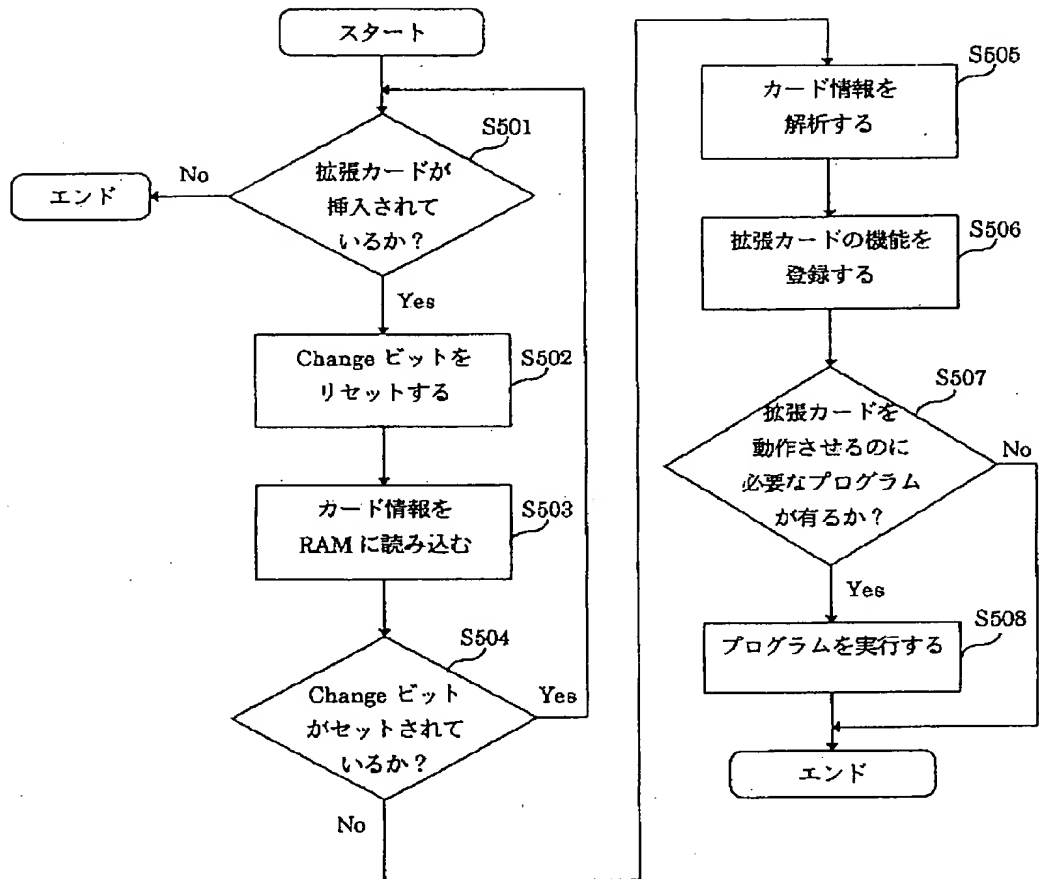 スタート
S501
拡張カードが
挿入されて
いるか？
No
エンド
Yes
Change ビットを
リセットする
S502
カード情報を
RAM に読み込む
S503
S504
Change ビット
がセットされて
いるか？
Yes
No
S505
カード情報を
解析する
S506
拡張カードの機能を
登録する
S507
拡張カードを
動作させるのに
必要なプログラム
が有るか？
No
Yes
S508
プログラムを実行する
エンド